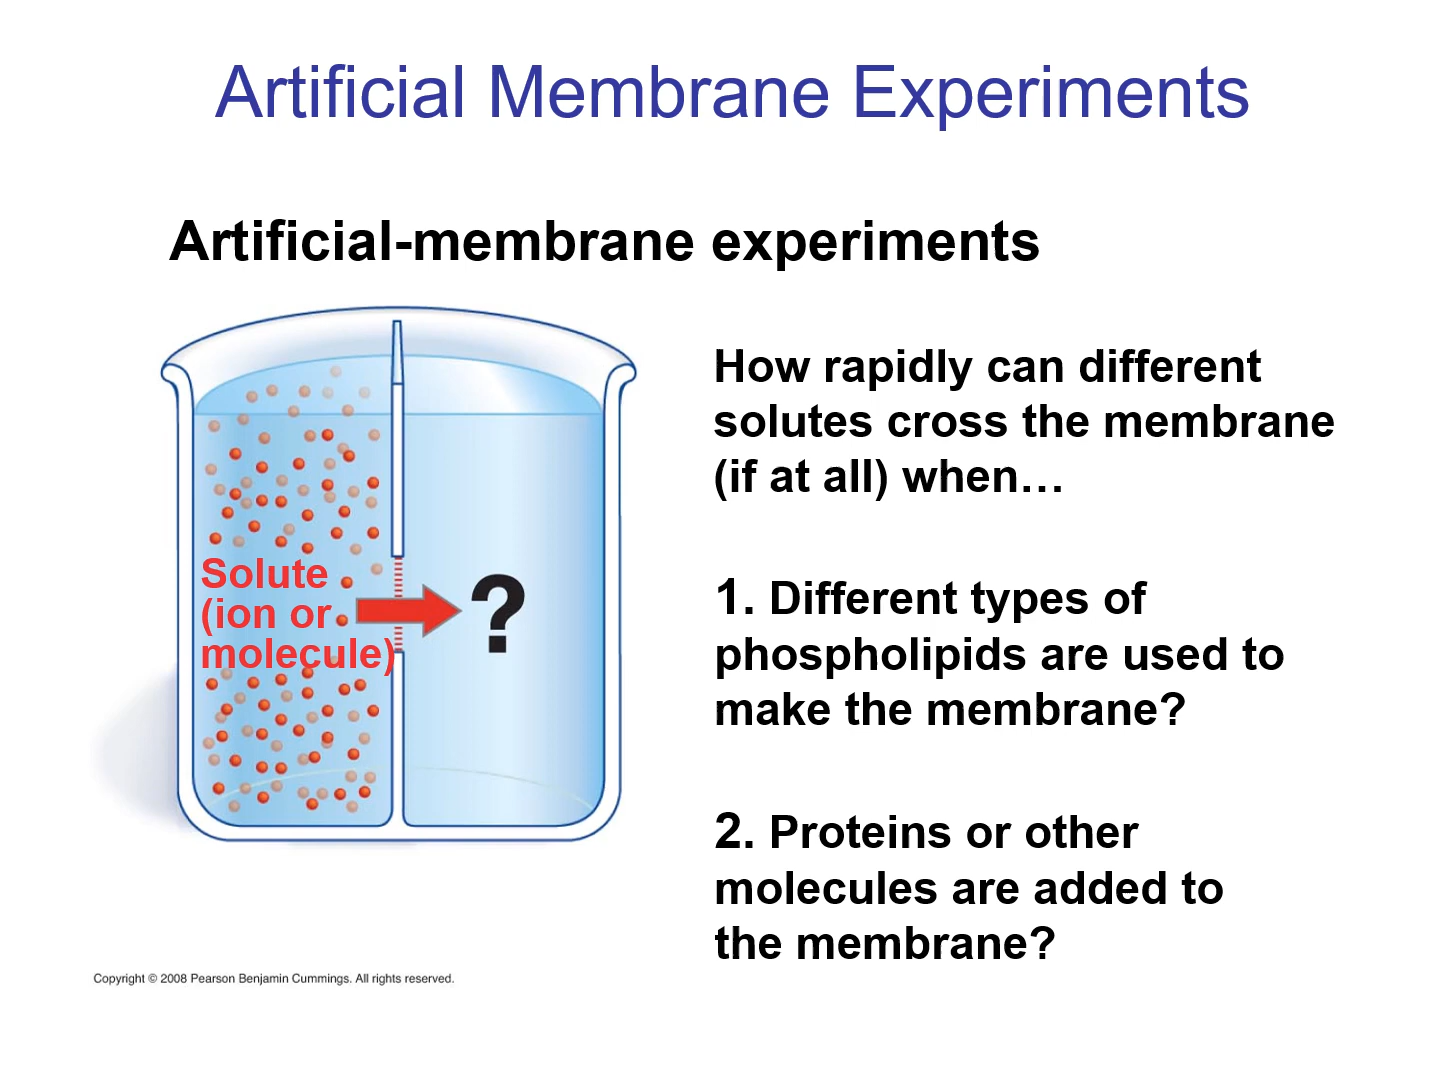 Artificial Membrane Experiments
Artificial-membrane experiments
How rapidly can different
solutes cross the membrane
(if at all) when…
Solute
(ion or
molecule)
?
1. Different types of
phospholipids are used to
make the membrane?
2. Proteins or other
molecules are added to
the membrane?
Copyright © 2008 Pearson Benjamin Cummings. All rights reserved.